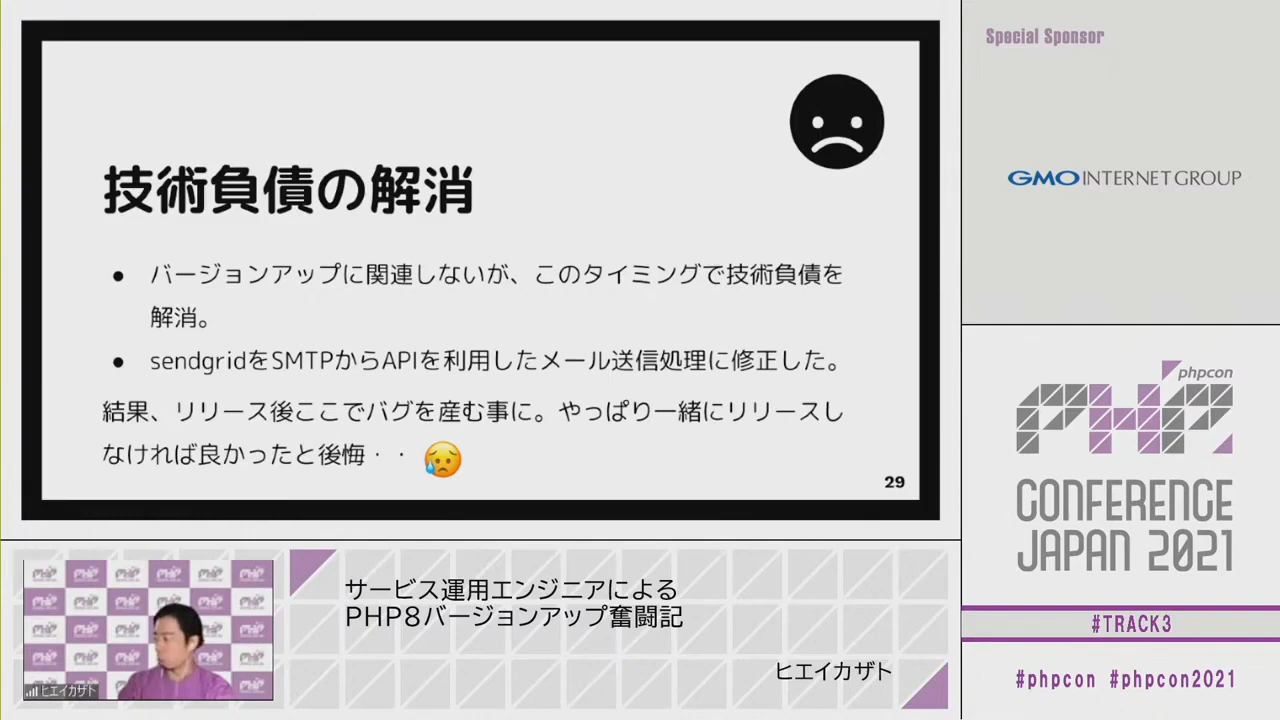 技術負債の解消
● バージョンアップに関連しないが、このタイミングで技術負債を
解消。
● sendgridをSMTPからAPIを利用したメール送信処理に修正した。
結果、リリース後ここでバグを産む事に。やっぱり一緒にリリースし
なければ良かったと後悔・・
29
Special Sponsor
GMO INTERNET GROUP
phpcon
PHP
CONFERENCE
JAPAN 2021
#TRACK3
#phpcon #phpcon2021
サービス運用エンジニアによる
PHP8バージョンアップ奮闘記
ヒエイカザト
ヒエイカザト